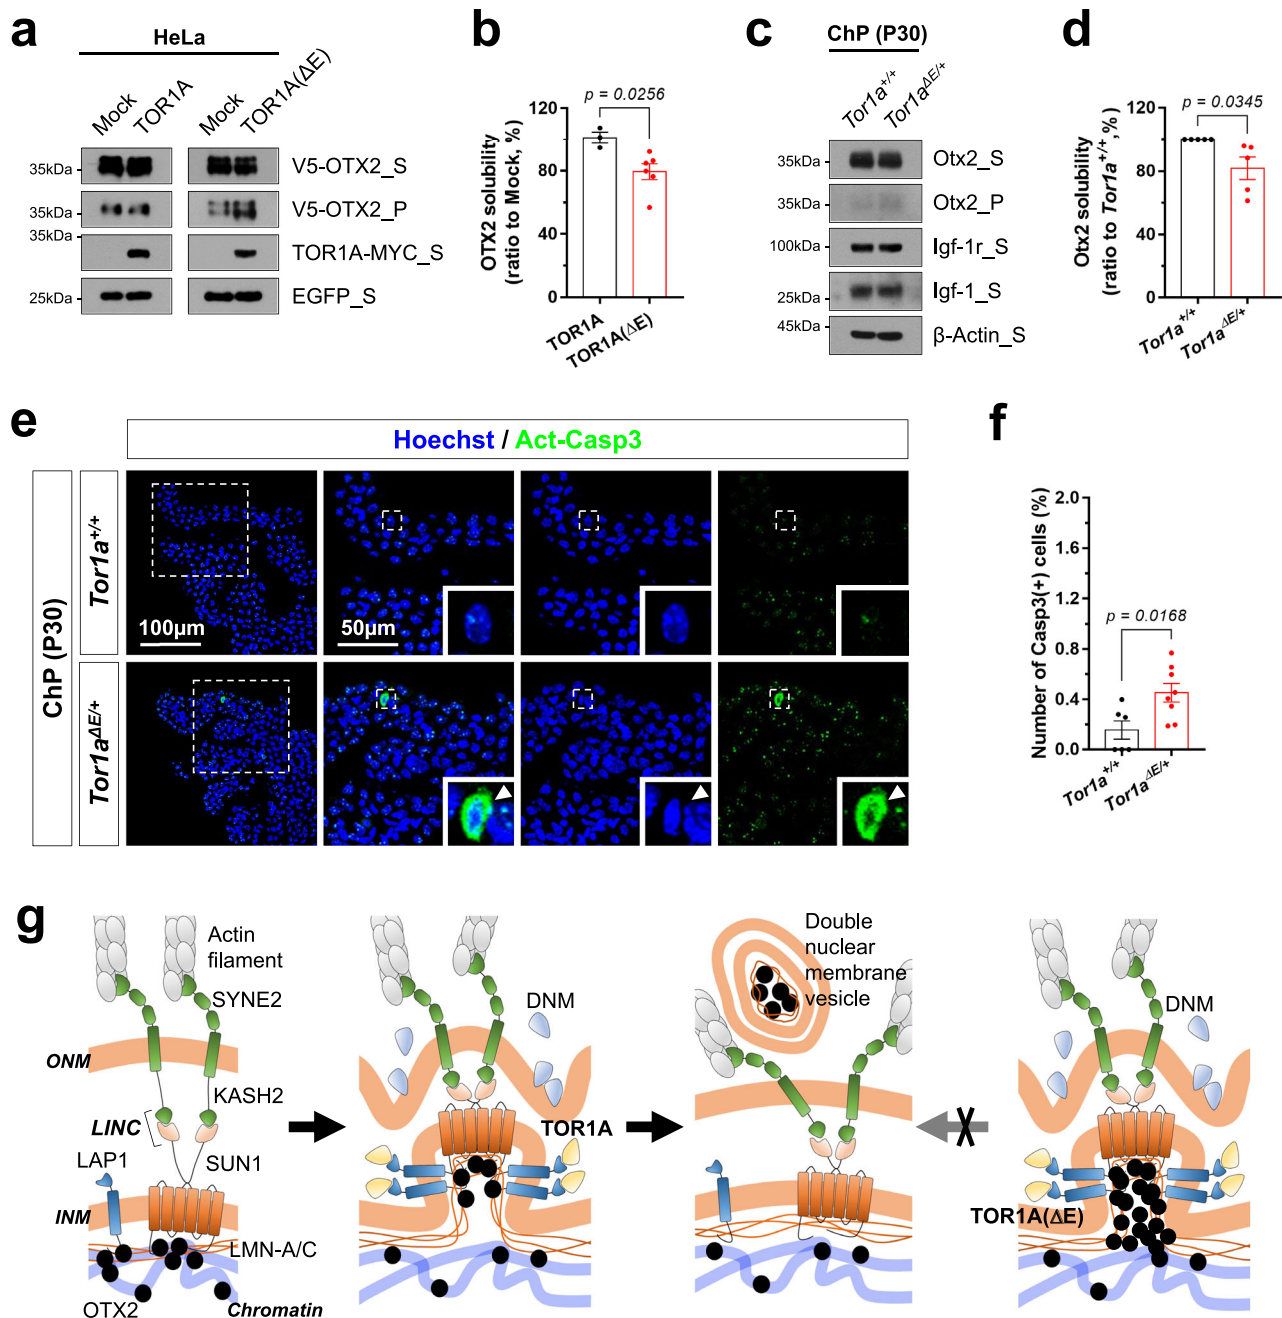 a
HeLa
Mock
TOR1A
Mock
TOR1A(ΔE)
35kDa
V5-OTX2_S
35kDa
V5-OTX2_P
35kDa
TOR1A-MYC_S
25kDa
EGFP_S
b
p = 0.0256
OTX2 solubility
(ratio to Mock, %)
120
80
40
0
TOR1A
TOR1A(ΔE)
c
ChP (P30)
Tor1a+/+
Tor1aΔE/+
35kDa
Otx2_S
35kDa
Otx2_P
100kDa
Igf-1r_S
25kDa
Igf-1_S
45kDa
β-Actin_S
d
p = 0.0345
Otx2 solubility
(ratio to Tor1a+/+, %)
120
80
40
0
Tor1a+/+
Tor1aΔE/+
e
Hoechst / Act-Casp3
ChP (P30)
Tor1a+/+
100μm
50μm
Tor1aΔE/+
f
Number of Casp3(+) cells (%)
2.0
1.6
1.2
0.8
0.4
0.0
p = 0.0168
Tor1a+/+
Tor1aΔE/+
g
Actin
filament
SYNE2
ONM
KASH2
LINC
LAP1
SUN1
INM
LMN-A/C
OTX2
Chromatin
DNM
TOR1A
Double
nuclear
membrane
vesicle
DNM
TOR1A(ΔE)